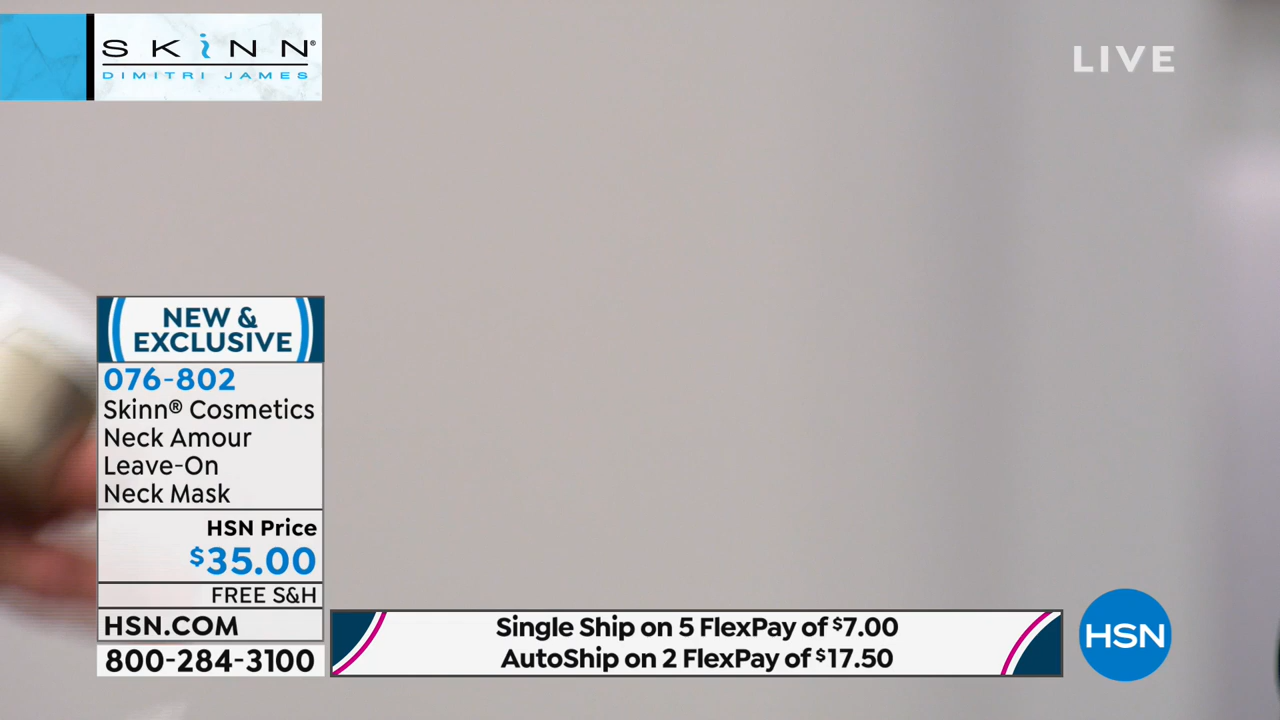 SKiNN®
DIMITRI JAMES
LIVE
NEW &
EXCLUSIVE
076-802
Skinn® Cosmetics
Neck Amour
Leave-On
Neck Mask
HSN Price
$35.00
FREE S&H
HSN.COM
800-284-3100
Single Ship on 5 FlexPay of $7.00
AutoShip on 2 FlexPay of $17.50
HSN